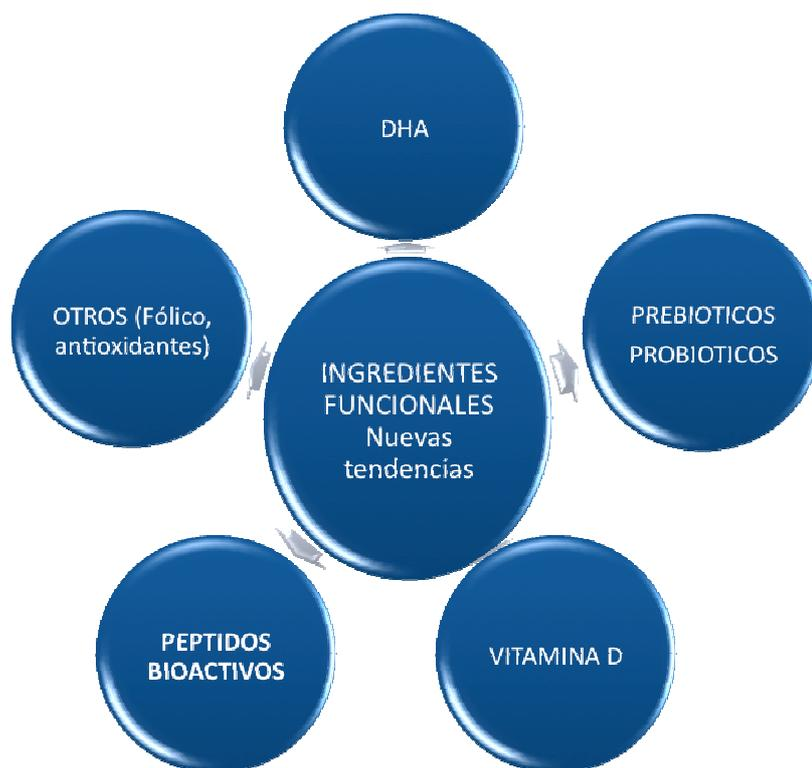 DHA
OTROS (Fólico,
antioxidantes)
PREBIOTICOS
PROBIOTICOS
INGREDIENTES
FUNCIONALES
Nuevas
tendencias
PEPTIDOS
BIOACTIVOS
VITAMINA D